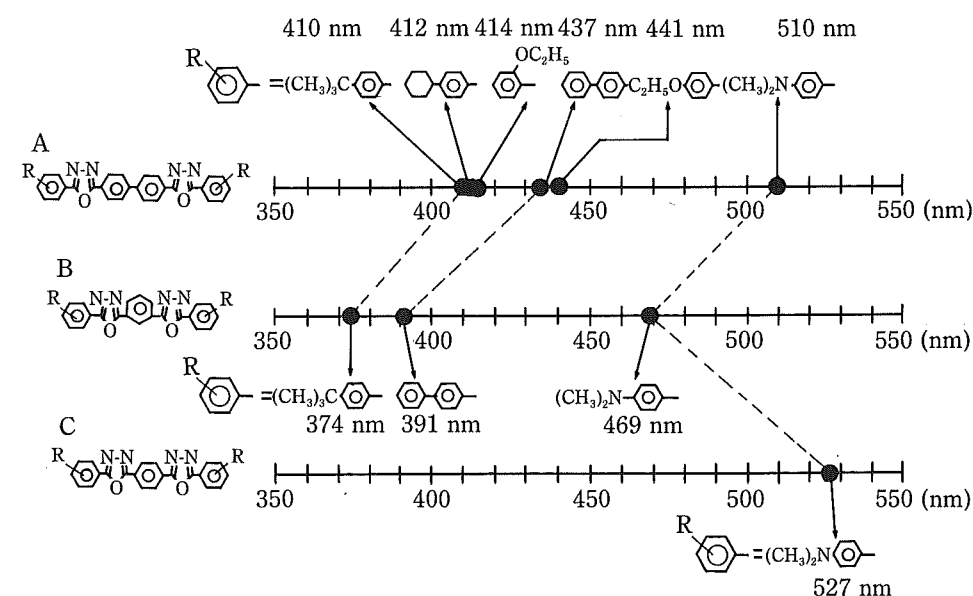 410 nm 412 nm 414 nm 437 nm 441 nm 510 nm
OC₂H₅
R
=(CH₃)₃C C₂H₅O (CH₃)₂N
A
R N-N O N-N O R
350 400 450 500 550 (nm)
B
R N-N O N-N O R
350 400 450 500 550 (nm)
R
=(CH₃)₃C (CH₃)₂N
374 nm 391 nm 469 nm
C
R N-N O N-N O R
350 400 450 500 550 (nm)
R
=(CH₃)₂N
527 nm